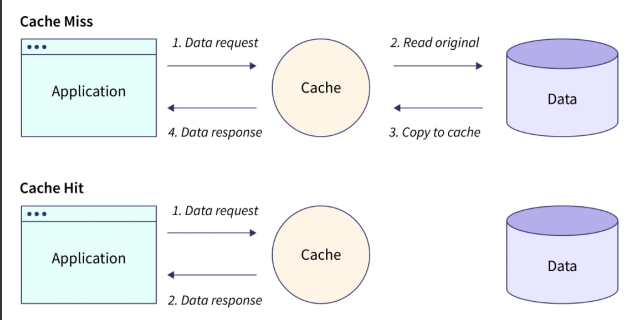 Cache Miss
1. Data request
2. Read original
Application
Cache
Data
4. Data response
3. Copy to cache
Cache Hit
1. Data request
Application
Cache
Data
2. Data response